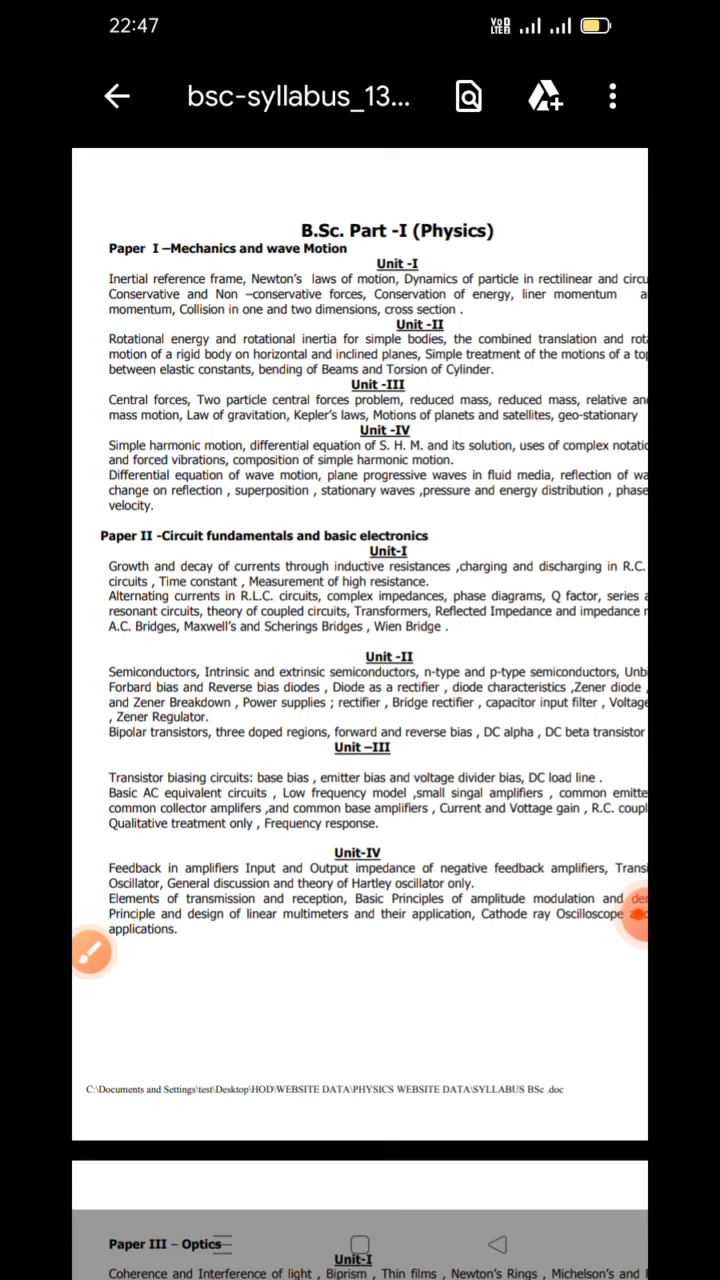 22:47
VoD LTE2
bsc-syllabus_13...
B.Sc. Part -I (Physics)
Paper I –Mechanics and wave Motion
Unit -I
Inertial reference frame, Newton's laws of motion, Dynamics of particle in rectilinear and circu
Conservative and Non –conservative forces, Conservation of energy, liner momentum a
momentum, Collision in one and two dimensions, cross section .
Unit -II
Rotational energy and rotational inertia for simple bodies, the combined translation and rot
motion of a rigid body on horizontal and inclined planes, Simple treatment of the motions of a top
between elastic constants, bending of Beams and Torsion of Cylinder.
Unit -III
Central forces, Two particle central forces problem, reduced mass, reduced mass, relative and
mass motion, Law of gravitation, Kepler's laws, Motions of planets and satellites, geo-stationary
Unit -IV
Simple harmonic motion, differential equation of S. H. M. and its solution, uses of complex notatio
and forced vibrations, composition of simple harmonic motion.
Differential equation of wave motion, plane progressive waves in fluid media, reflection of wa
change on reflection , superposition , stationary waves ,pressure and energy distribution , phase
velocity.
Paper II -Circuit fundamentals and basic electronics
Unit-I
Growth and decay of currents through inductive resistances ,charging and discharging in R.C.
circuits , Time constant , Measurement of high resistance.
Alternating currents in R.L.C. circuits, complex impedances, phase diagrams, Q factor, series a
resonant circuits, theory of coupled circuits, Transformers, Reflected Impedance and impedance
A.C. Bridges, Maxwell's and Scherings Bridges , Wien Bridge .
Unit -II
Semiconductors, Intrinsic and extrinsic semiconductors, n-type and p-type semiconductors, Unb
Forbard bias and Reverse bias diodes , Diode as a rectifier , diode characteristics ,Zener diode ,
and Zener Breakdown , Power supplies ; rectifier , Bridge rectifier , capacitor input filter , Voltage
, Zener Regulator.
Bipolar transistors, three doped regions, forward and reverse bias , DC alpha , DC beta transistor
Unit –III
Transistor biasing circuits: base bias , emitter bias and voltage divider bias, DC load line .
Basic AC equivalent circuits , Low frequency model ,small singal amplifiers , common emitte
common collector amplifers ,and common base amplifiers , Current and Vottage gain , R.C. coupl
Qualitative treatment only , Frequency response.
Unit-IV
Feedback in amplifiers Input and Output impedance of negative feedback amplifiers, Transi
Oscillator, General discussion and theory of Hartley oscillator only.
Elements of transmission and reception, Basic Principles of amplitude modulation and de
Principle and design of linear multimeters and their application, Cathode ray Oscilloscope
applications.
C:\Documents and Settings\test\Desktop\HOD\WEBSITE DATA\PHYSICS WEBSITE DATA\SYLLABUS BSc .doc
Paper III – Optics
Unit-I
Coherence and Interference of light , Biprism , Thin films , Newton's Rings , Michelson's and